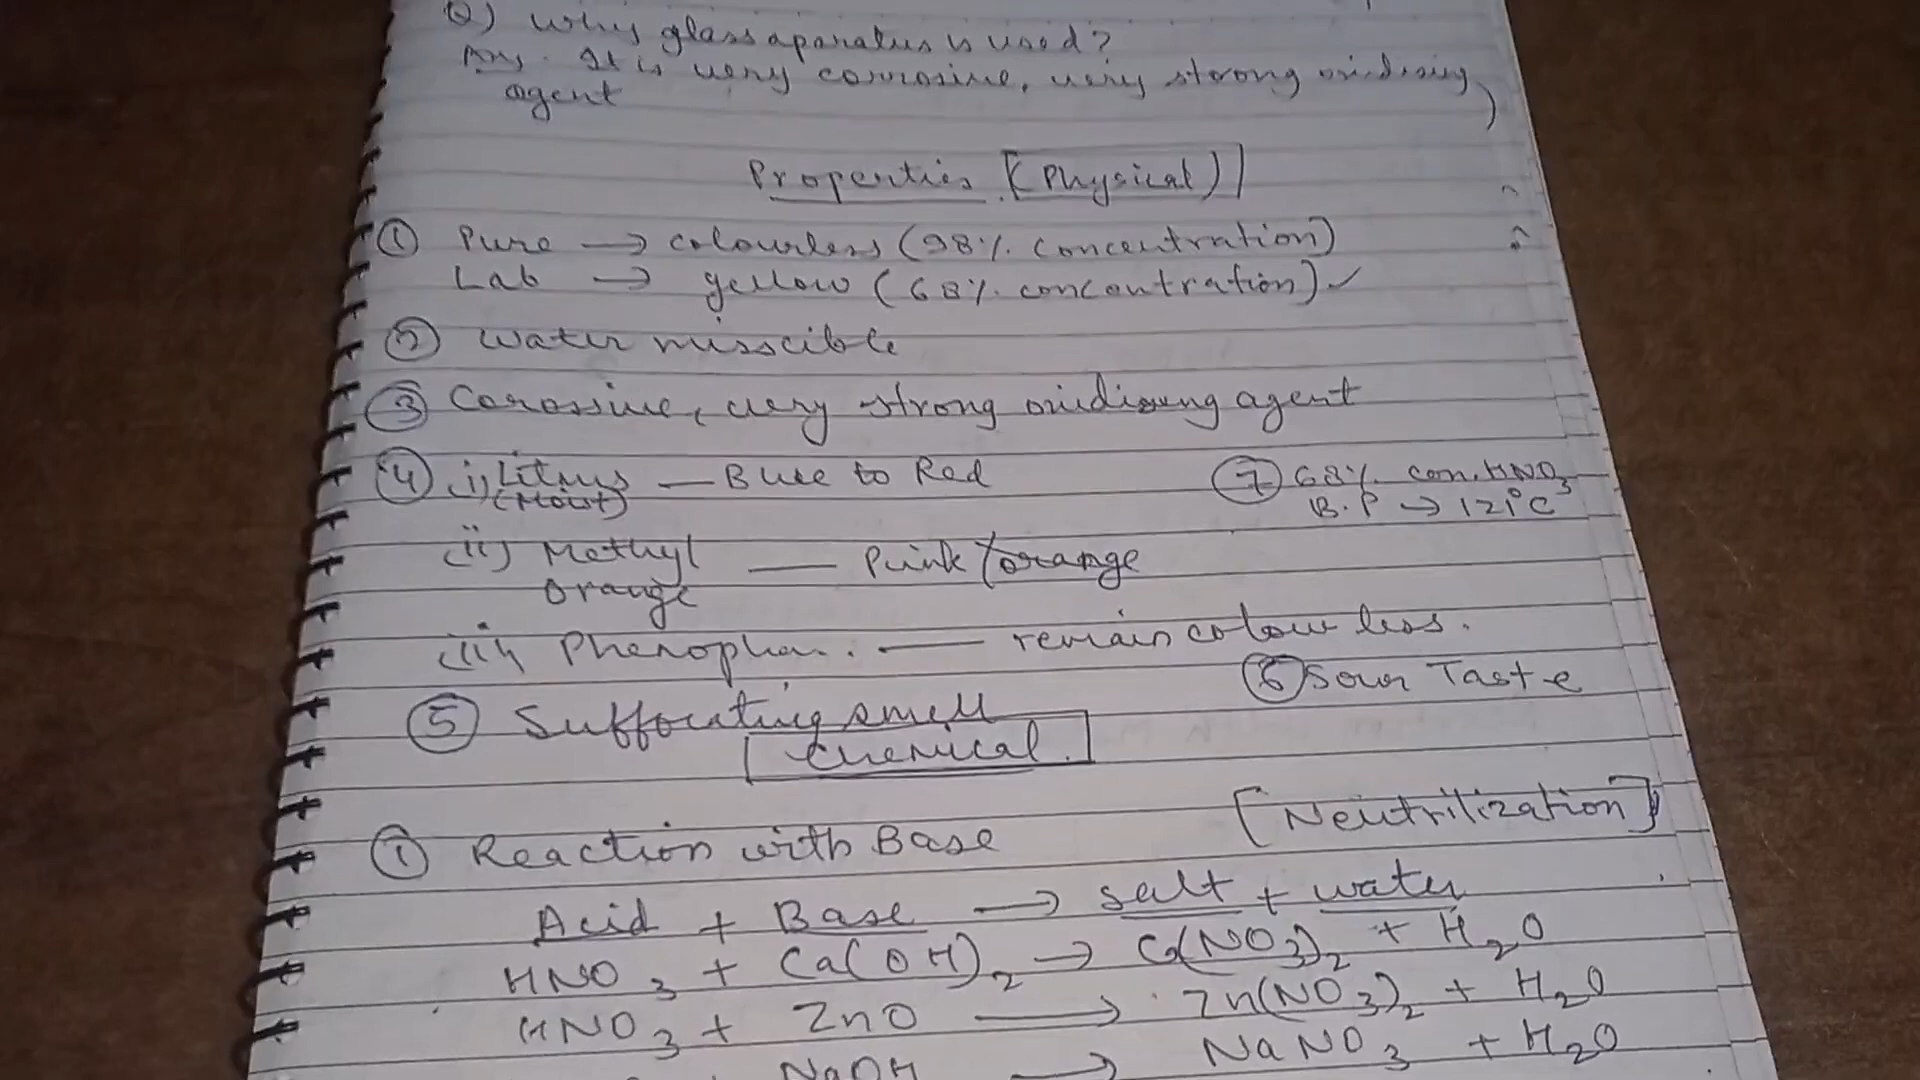 Q) Why glass aparatus is used?
Ans. It is very corrosive, very strong oxidising
agent
Properties [(Physical)]
① Pure → colourless (98% concentration)
Lab → yellow (68% concentration)
② Water misscible
③ Corossive, very strong oxidising agent
④ i) Litmus — Blue to Red
(Moist)
⑦ 68% con. HNO3
B.P → 121°C
(ii) Methyl — Pink/orange
Orange
(iii) Phenopha.. — remain colourless.
⑥ Sour Taste
⑤ Suffocating smell
[Chemical.]
① Reaction with Base [Neutrilization]
Acid + Base → salt + water
HNO3 + Ca(OH)2 → Ca(NO3)2 + H2O
HNO3 + ZnO → Zn(NO3)2 + H2O
NaOH → NaNO3 + H2O